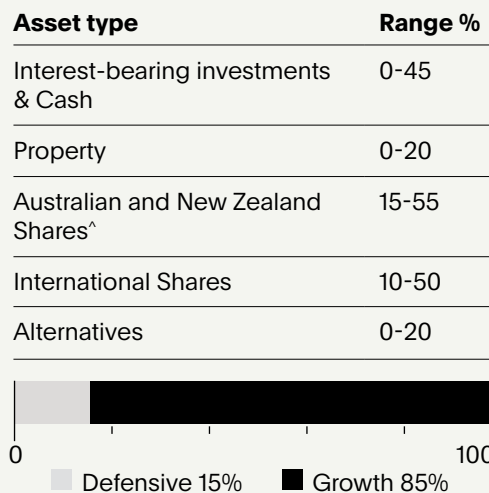 Asset type Range %
Interest-bearing investments 0-45
& Cash
Property 0-20
Australian and New Zealand 15-55
Shares^
International Shares 10-50
Alternatives 0-20
0 100
Defensive 15% Growth 85%